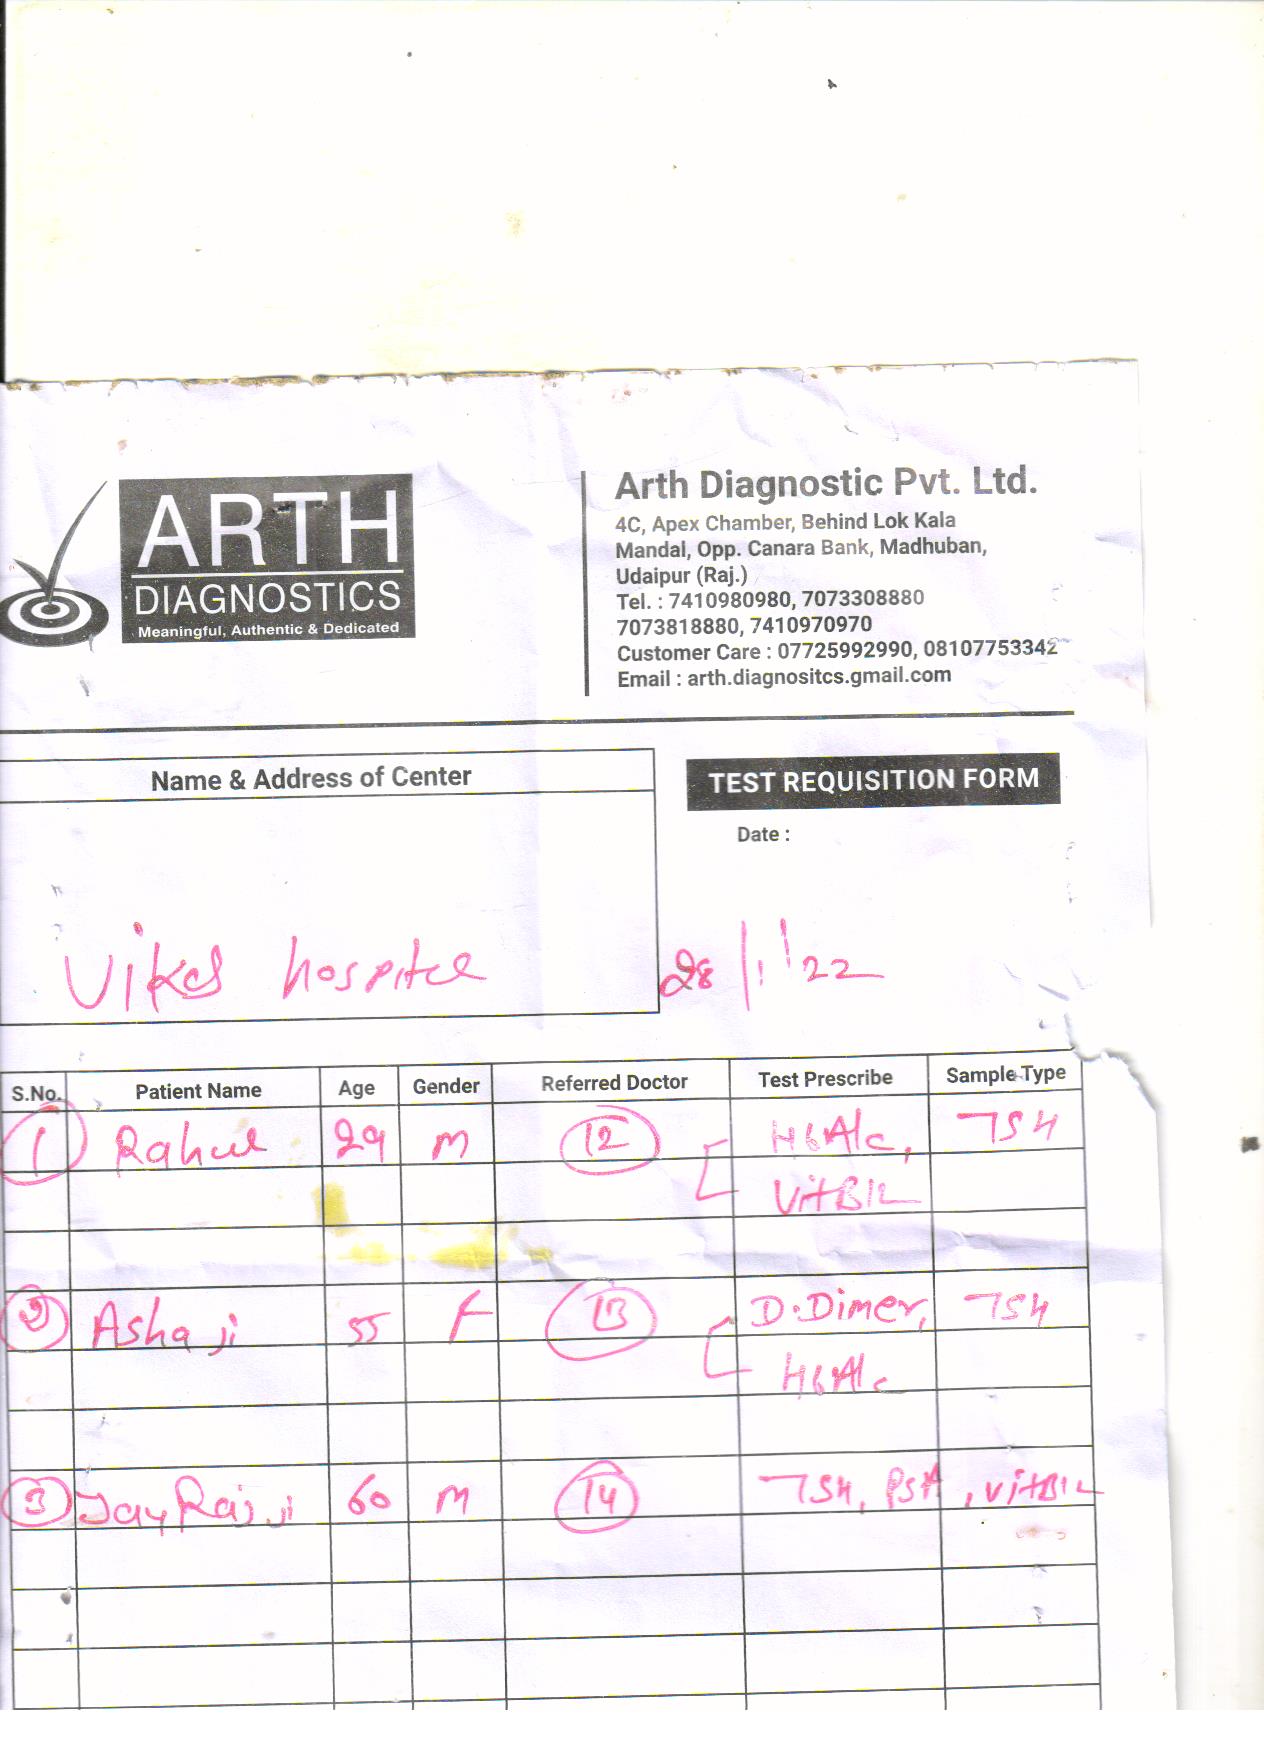 ARTH
DIAGNOSTICS
Meaningful, Authentic & Dedicated
Arth Diagnostic Pvt. Ltd.
4C, Apex Chamber, Behind Lok Kala
Mandal, Opp. Canara Bank, Madhuban,
Udaipur (Raj.)
Tel. : 7410980980, 7073308880
7073818880, 7410970970
Customer Care : 07725992990, 08107753342
Email : arth.diagnositcs.gmail.com
Name & Address of Center
TEST REQUISITION FORM
Date :
Vikas hospital
28/1/22
S.No. Patient Name Age Gender Referred Doctor Test Prescribe Sample Type
1 Rahul 29 M 12 HbA1c, TSH
VitB12
2 Asha ji 55 F 13 D.Dimer, TSH
HbA1c
3 JayRaj ji 60 M 14 TSH, PSA, VitB12